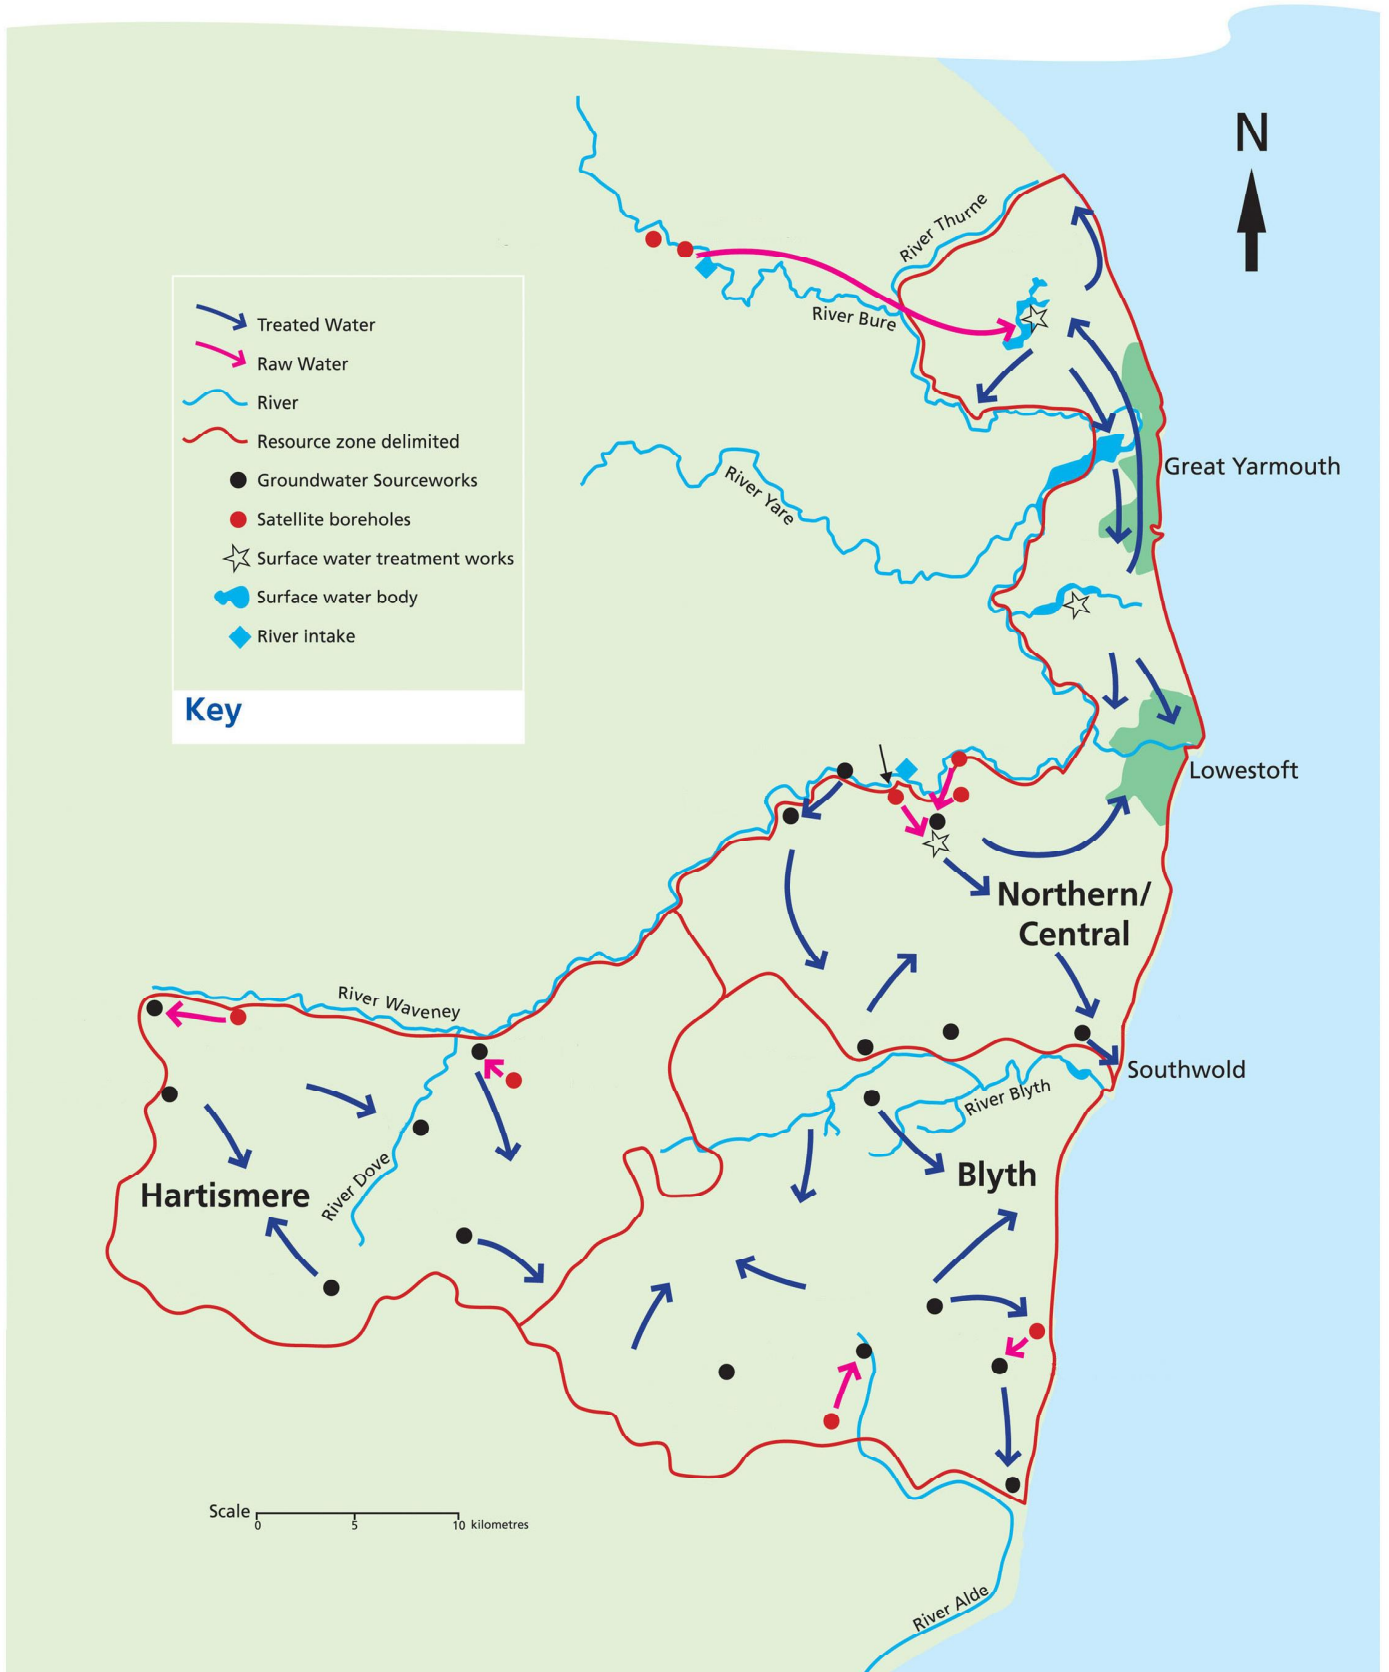 N
River Thurne
River Bure
Treated Water
Raw Water
River
Resource zone delimited
Groundwater Sourceworks
Satellite boreholes
Surface water treatment works
Surface water body
River intake
Key
Great Yarmouth
River Yare
Lowestoft
Northern/
Central
River Waveney
Southwold
River Blyth
River Dove
Blyth
Hartismere
Scale
0 5 10 kilometres
River Alde